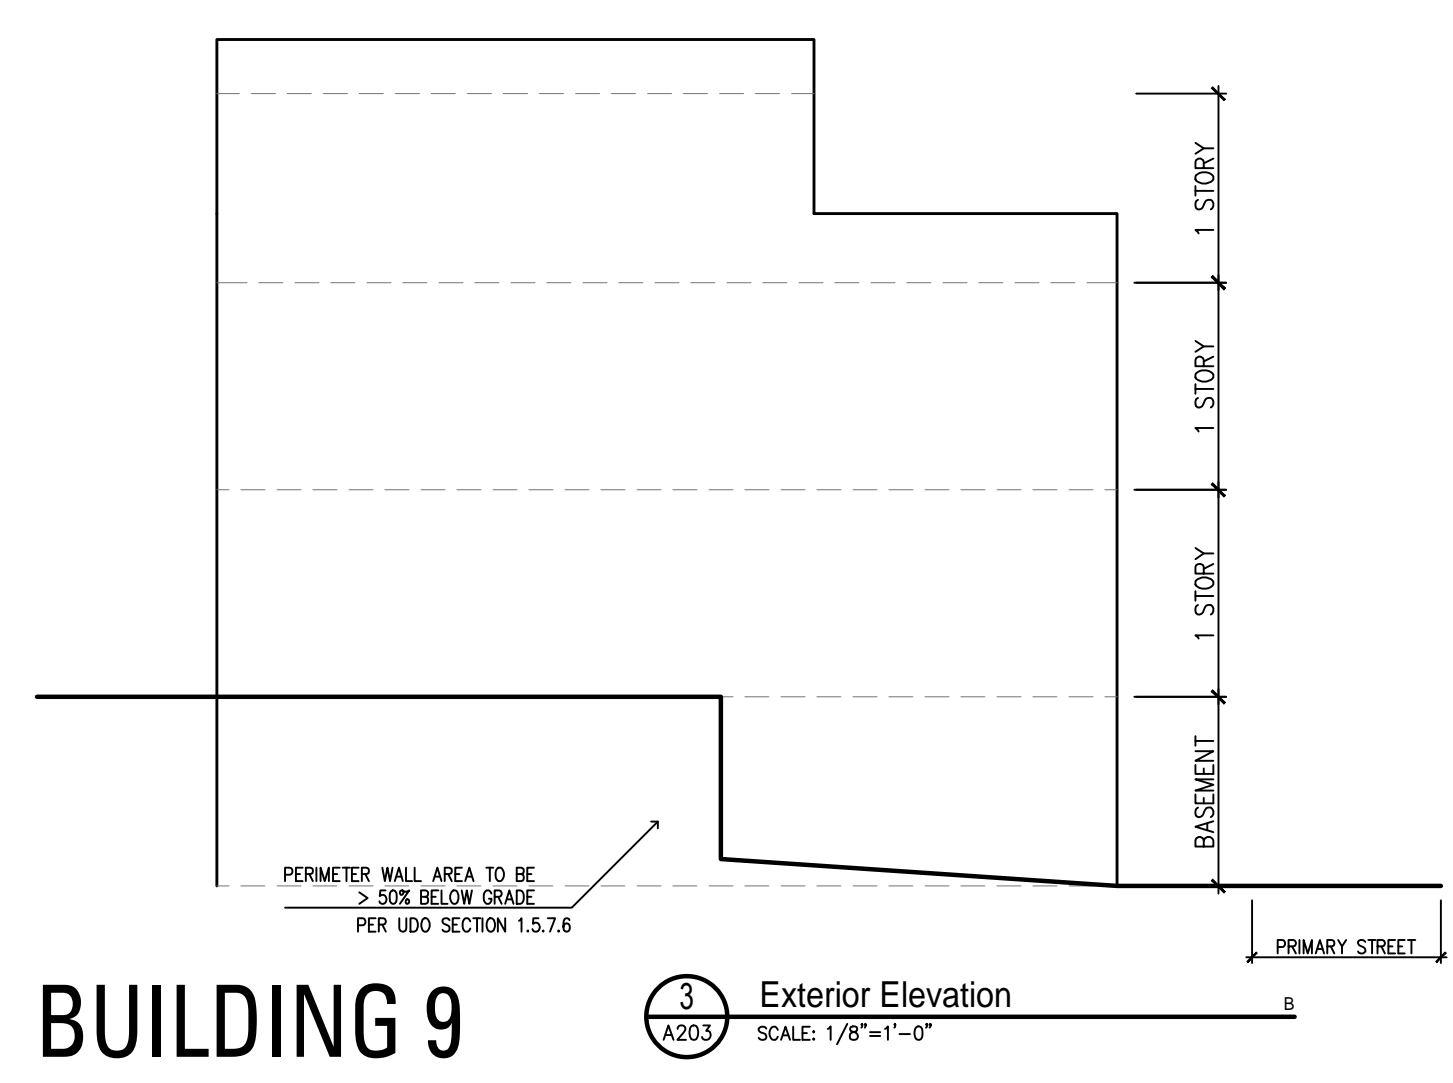 1 STORY
1 STORY
1 STORY
BASEMENT
PERIMETER WALL AREA TO BE
> 50% BELOW GRADE
PER UDO SECTION 1.5.7.6
PRIMARY STREET
BUILDING 9
3
A203
Exterior Elevation
B
SCALE: 1/8"=1'-0"